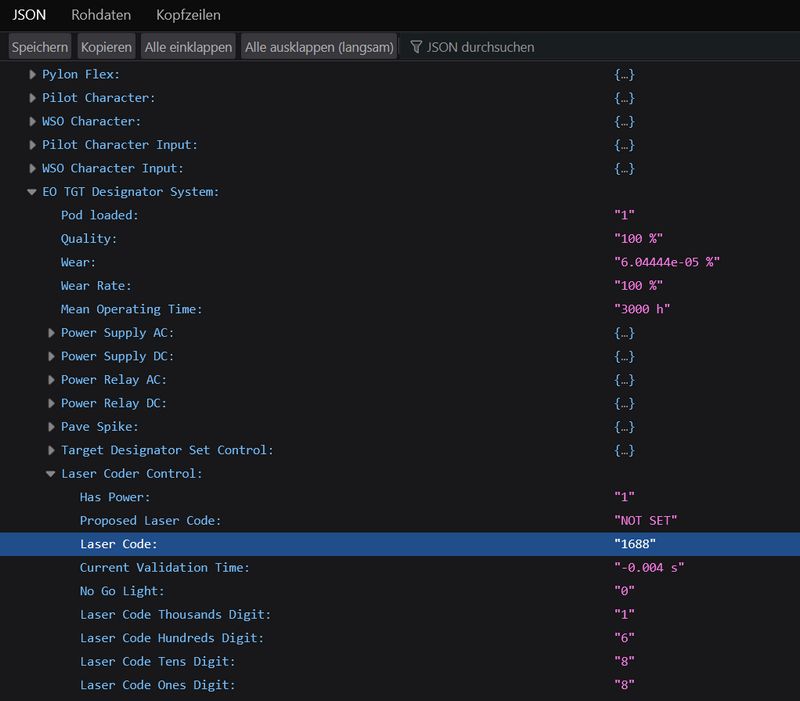 JSON Rohdaten Kopfzeilen
Speichern Kopieren Alle einklappen Alle ausklappen (langsam) JSON durchsuchen
Pylon Flex: {…}
Pilot Character: {…}
WSO Character: {…}
Pilot Character Input: {…}
WSO Character Input: {…}
EO TGT Designator System:
Pod loaded: "1"
Quality: "100 %"
Wear: "6.04444e-05 %"
Wear Rate: "100 %"
Mean Operating Time: "3000 h"
Power Supply AC: {…}
Power Supply DC: {…}
Power Relay AC: {…}
Power Relay DC: {…}
Pave Spike: {…}
Target Designator Set Control: {…}
Laser Coder Control:
Has Power: "1"
Proposed Laser Code: "NOT SET"
Laser Code: "1688"
Current Validation Time: "-0.004 s"
No Go Light: "0"
Laser Code Thousands Digit: "1"
Laser Code Hundreds Digit: "6"
Laser Code Tens Digit: "8"
Laser Code Ones Digit: "8"